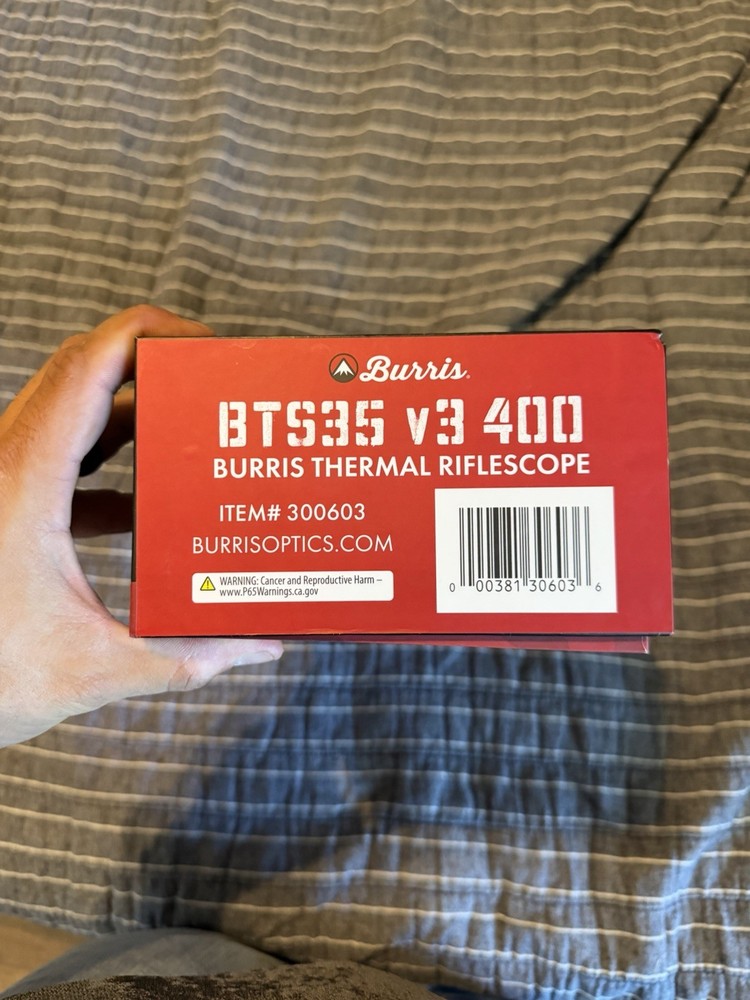 Burris®
BTS35 v3 400
BURRIS THERMAL RIFLESCOPE
ITEM# 300603
BURRISOPTICS.COM
WARNING: Cancer and Reproductive Harm –
www.P65Warnings.ca.gov
0 00381 30603 6